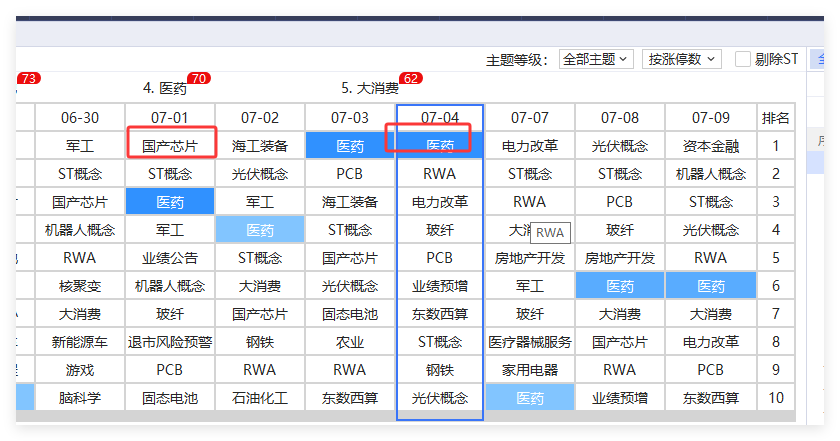 主题等级： 全部主题 按涨停数 剔除ST
73 4. 医药 70 5. 大消费 62
06-30 07-01 07-02 07-03 07-04 07-07 07-08 07-09 排名
军工 国产芯片 海工装备 医药 医药 电力改革 光伏概念 资本金融 1
ST概念 ST概念 光伏概念 PCB RWA ST概念 ST概念 机器人概念 2
国产芯片 医药 军工 海工装备 电力改革 RWA PCB ST概念 3
机器人概念 军工 医药 ST概念 玻纤 大消 RWA 玻纤 光伏概念 4
RWA 业绩公告 ST概念 国产芯片 PCB 房地产开发 房地产开发 RWA 5
核聚变 机器人概念 大消费 光伏概念 业绩预增 军工 医药 医药 6
大消费 玻纤 国产芯片 固态电池 东数西算 玻纤 大消费 大消费 7
新能源车 退市风险预警 钢铁 农业 ST概念 医疗器械服务 国产芯片 电力改革 8
游戏 PCB RWA RWA 钢铁 家用电器 PCB RWA 9
脑科学 固态电池 石油化工 东数西算 光伏概念 医药 业绩预增 东数西算 10